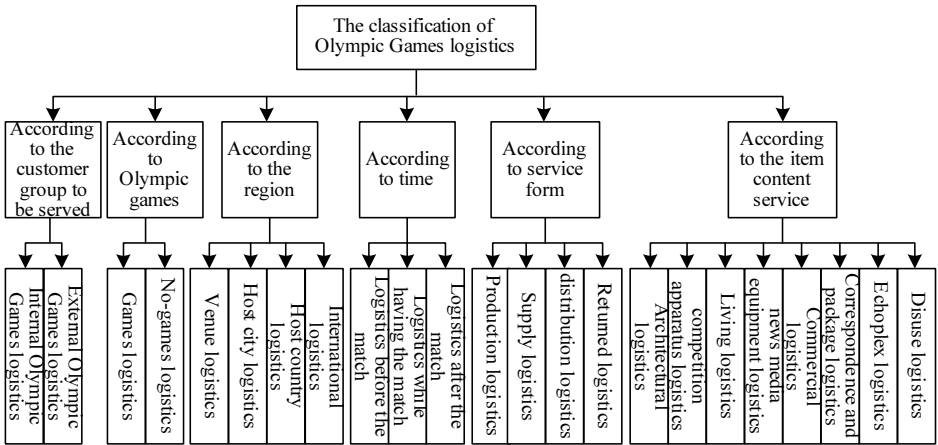 The classification of
Olympic Games logistics
According
to the
customer
group to
be served
According
to
Olympic
games
According
to the
region
According
to time
According
to service
form
According
to the item
content
service
Internal Olympic
Games logistics
External Olympic
Games logistics
Games logistics
No-games logistics
Venue logistics
Host city logistics
Host country
logistics
International
logistics
Logistics before the
match
Logistics while
having the match
Logistics after the
match
Production logistics
Supply logistics
distribution logistics
Returned logistics
Architectural
logistics
competition
apparatus logistics
Living logistics
news media
equipment logistics
Commercial
logistics
Correspondence and
package logistics
Echoplex logistics
Disuse logistics